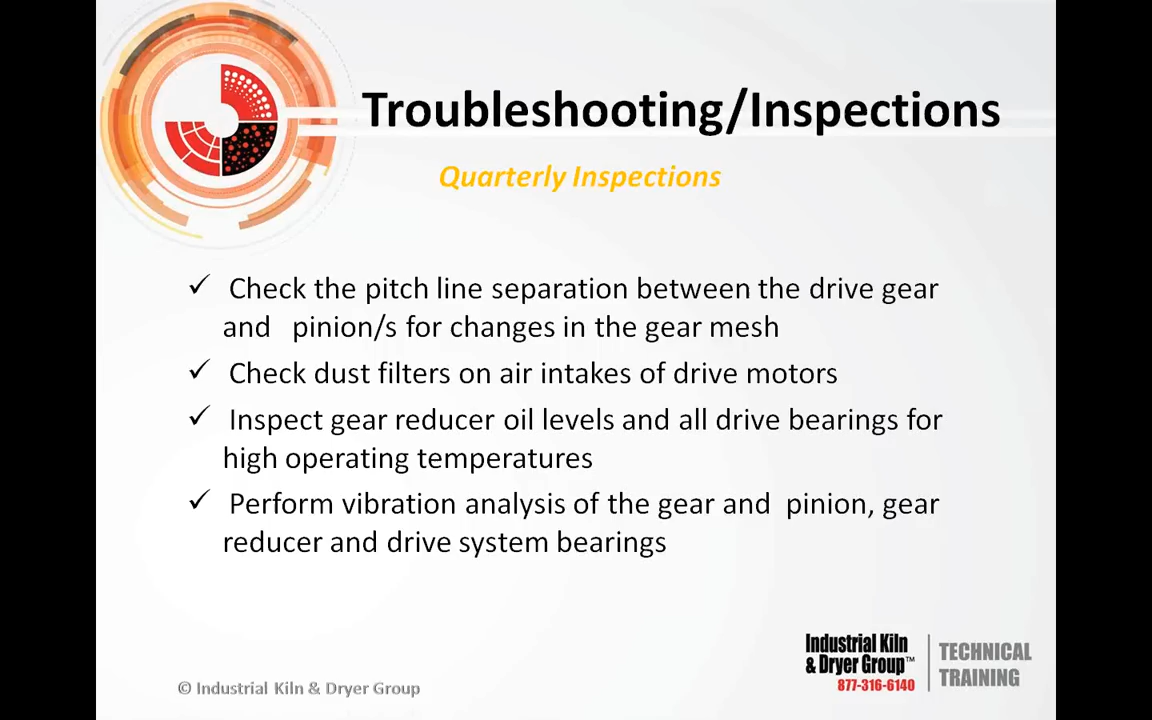 Troubleshooting/Inspections
Quarterly Inspections
✓ Check the pitch line separation between the drive gear
and pinion/s for changes in the gear mesh
✓ Check dust filters on air intakes of drive motors
✓ Inspect gear reducer oil levels and all drive bearings for
high operating temperatures
✓ Perform vibration analysis of the gear and pinion, gear
reducer and drive system bearings
Industrial Kiln
& Dryer Group™
877-316-6140
TECHNICAL
TRAINING
© Industrial Kiln & Dryer Group